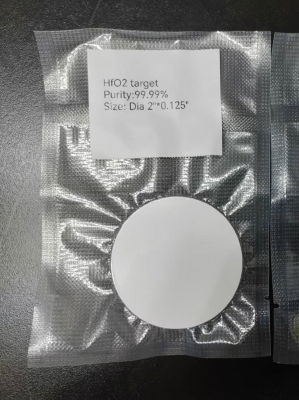 HfO2 target
Purity:99.99%
Size: Dia 2"*0.125"